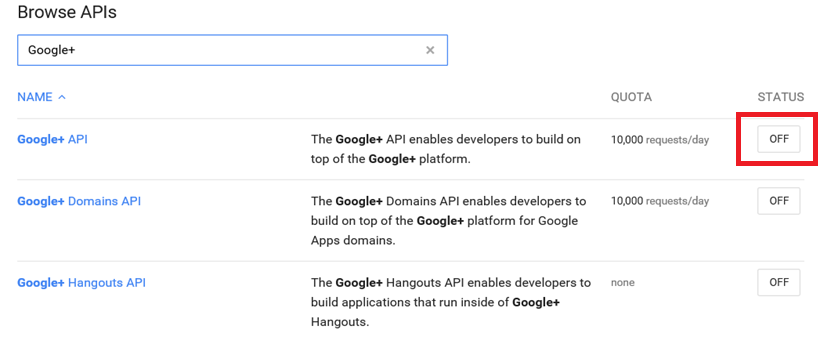 Browse APIs
Google+ ×
NAME QUOTA STATUS
Google+ API The Google+ API enables developers to build on 10,000 requests/day OFF
top of the Google+ platform.
Google+ Domains API The Google+ Domains API enables developers to 10,000 requests/day OFF
build on top of the Google+ platform for Google
Apps domains.
Google+ Hangouts API The Google+ Hangouts API enables developers to none OFF
build applications that run inside of Google+
Hangouts.